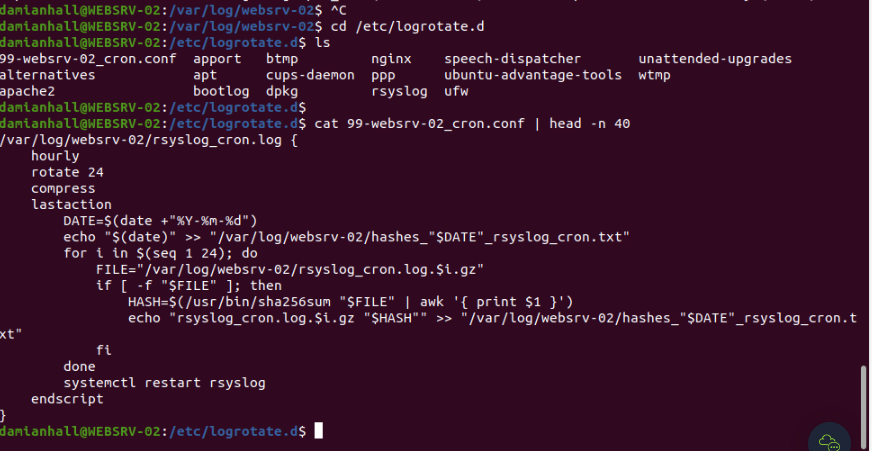 damianhall@WEBSRV-02:/var/log/websrv-02$ ^C
damianhall@WEBSRV-02:/var/log/websrv-02$ cd /etc/logrotate.d
damianhall@WEBSRV-02:/etc/logrotate.d$ ls
99-websrv-02_cron.conf  apport   btmp         nginx    speech-dispatcher       unattended-upgrades
alternatives            apt      cups-daemon  ppp      ubuntu-advantage-tools  wtmp
apache2                 bootlog  dpkg         rsyslog  ufw
damianhall@WEBSRV-02:/etc/logrotate.d$
damianhall@WEBSRV-02:/etc/logrotate.d$ cat 99-websrv-02_cron.conf | head -n 40
/var/log/websrv-02/rsyslog_cron.log {
    hourly
    rotate 24
    compress
    lastaction
        DATE=$(date +"%Y-%m-%d")
        echo "$(date)" >> "/var/log/websrv-02/hashes_"$DATE"_rsyslog_cron.txt"
        for i in $(seq 1 24); do
            FILE="/var/log/websrv-02/rsyslog_cron.log.$i.gz"
            if [ -f "$FILE" ]; then
                HASH=$(/usr/bin/sha256sum "$FILE" | awk '{ print $1 }')
                echo "rsyslog_cron.log.$i.gz "$HASH"" >> "/var/log/websrv-02/hashes_"$DATE"_rsyslog_cron.t
xt"
            fi
        done
        systemctl restart rsyslog
    endscript
}
damianhall@WEBSRV-02:/etc/logrotate.d$